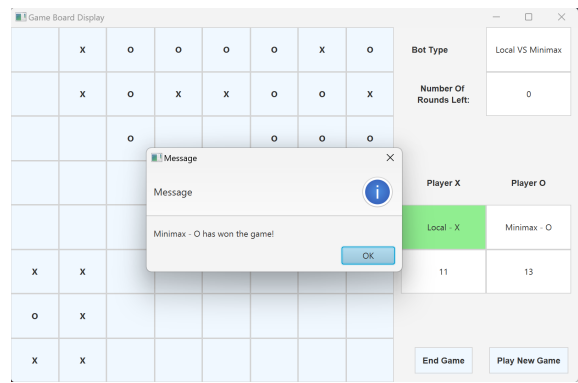 Game Board Display
X O O O O X O
Bot Type
Local VS Minimax
X O X X O O X
Number Of
Rounds Left:
0
O O O O
Message
Message
Minimax - O has won the game!
OK
Player X
Player O
Local - X
Minimax - O
X X
11
13
O X
X X
End Game
Play New Game